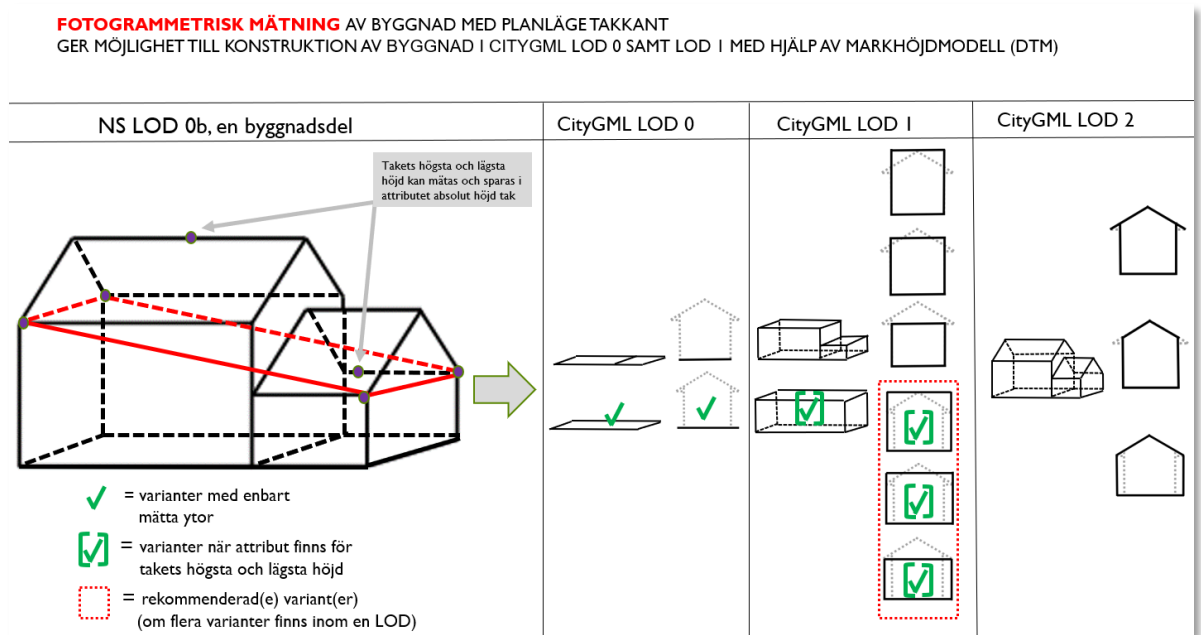 FOTOGRAMMETRISK MÄTNING AV BYGGNAD MED PLANLÄGE TAKKANT
GER MÖJLIGHET TILL KONSTRUKTION AV BYGGNAD I CITYGML LOD 0 SAMT LOD 1 MED HJÄLP AV MARKHÖJDMODELL (DTM)
NS LOD 0b, en byggnadsdel
CityGML LOD 0
CityGML LOD 1
CityGML LOD 2
Takets högsta och lägsta
höjd kan mätas och sparas i
attributet absolut höjd tak
= varianter med enbart
mätta ytor
= varianter när attribut finns för
takets högsta och lägsta höjd
= rekommenderad(e) variant(er)
(om flera varianter finns inom en LOD)